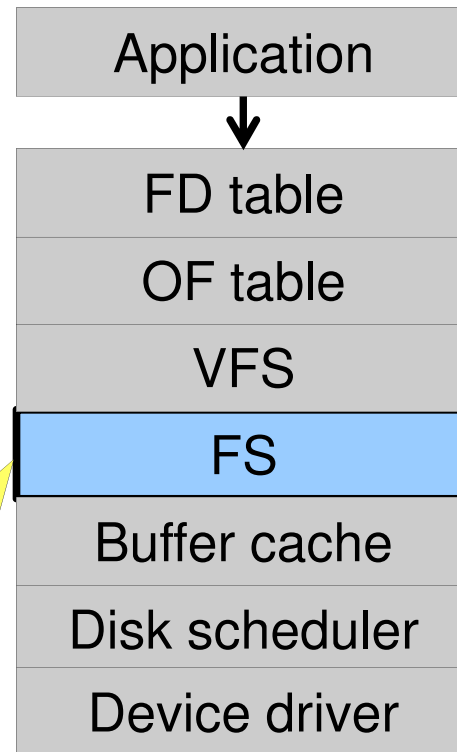 Application
FD table
OF table
VFS
FS
Buffer cache
Disk scheduler
Device driver